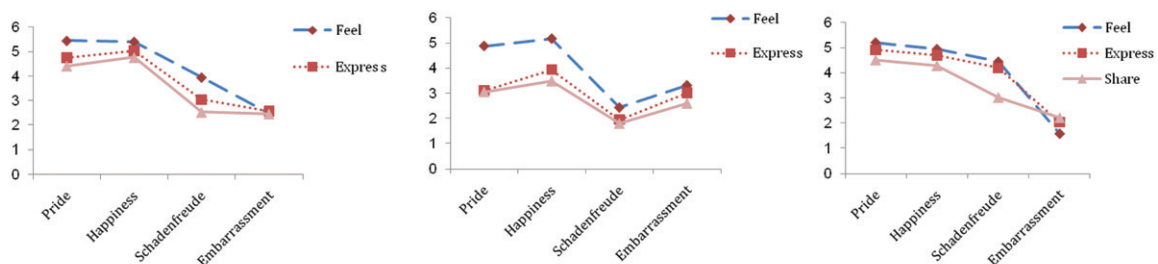 6
5
4
3
2
1
0
Pride
Happiness
Schadenfreude
Embarrassment
Feel
Express
6
5
4
3
2
1
0
Pride
Happiness
Schadenfreude
Embarrassment
Feel
Express
6
5
4
3
2
1
0
Pride
Happiness
Schadenfreude
Embarrassment
Feel
Express
Share